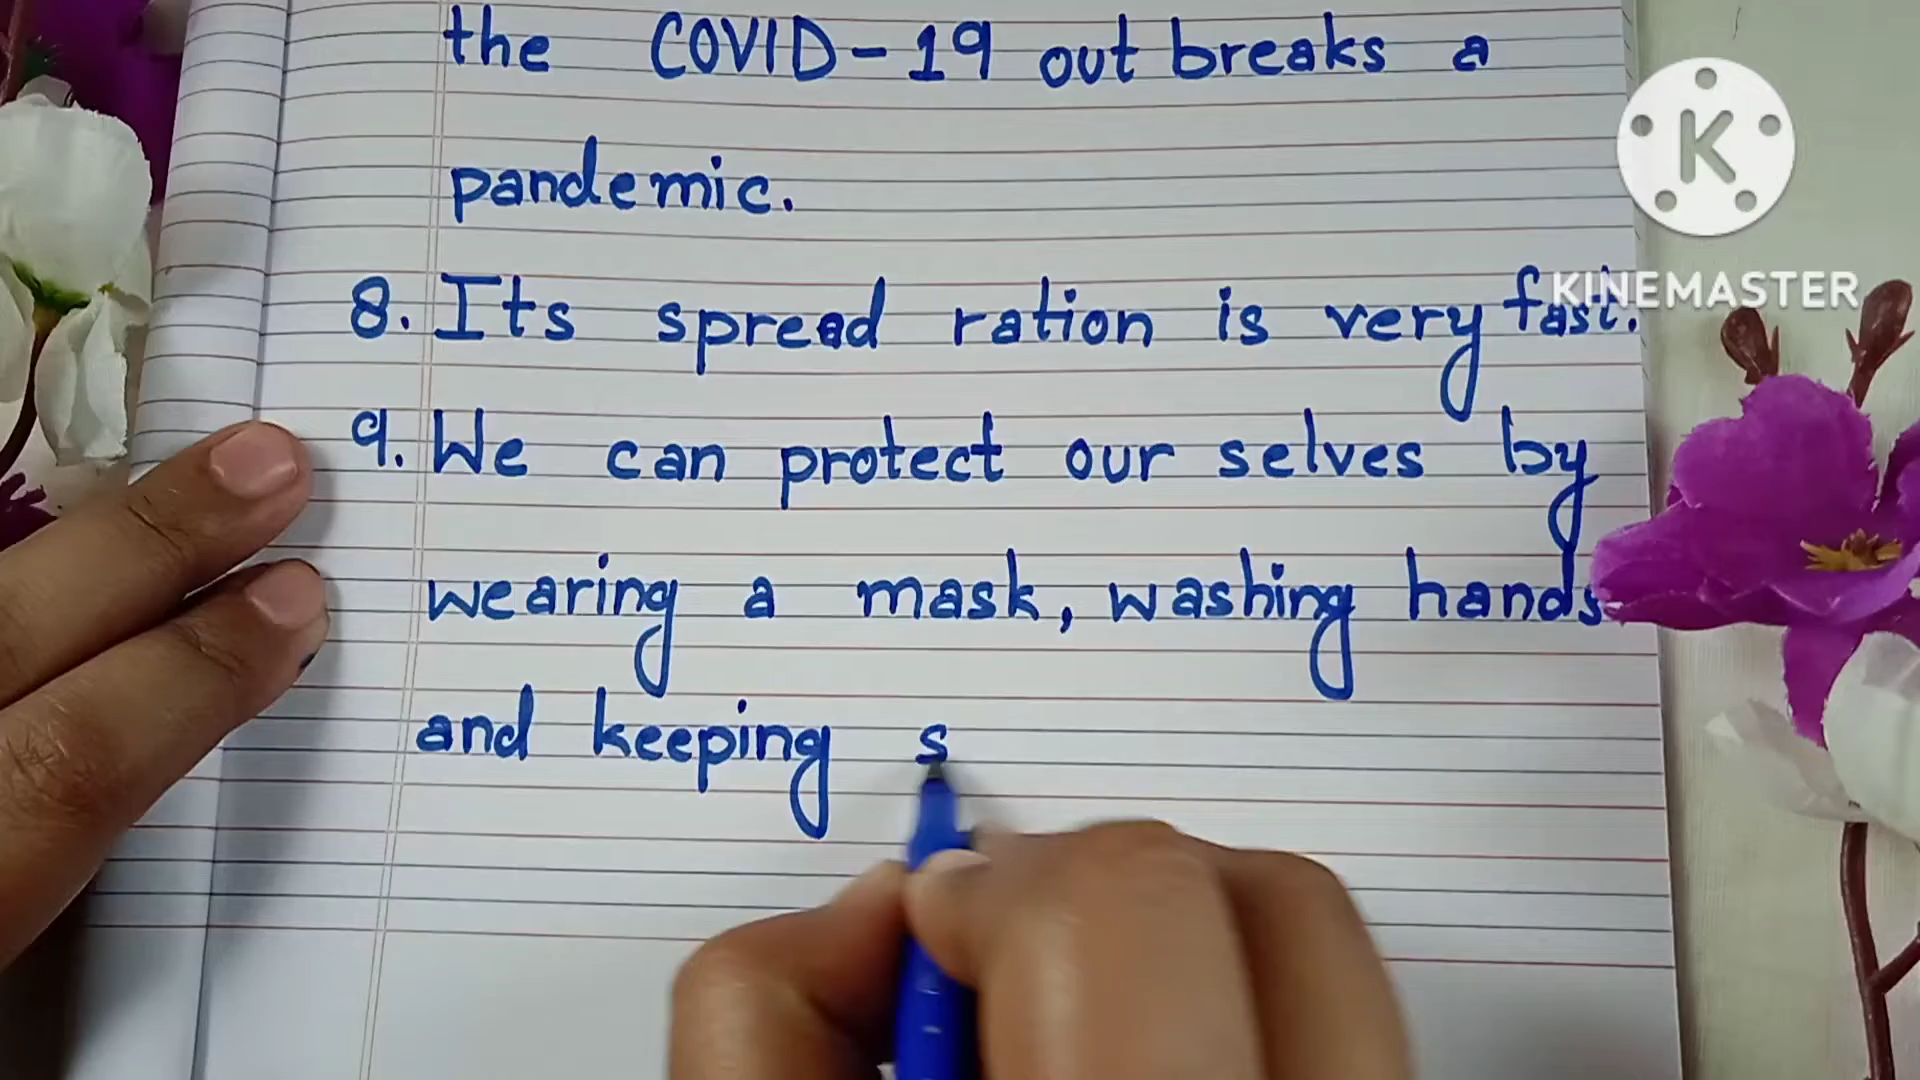 the COVID-19 out breaks a
pandemic.
8. Its spread ration is very fast.
9. We can protect our selves by
wearing a mask, washing hands
and keeping s
K
KINEMASTER